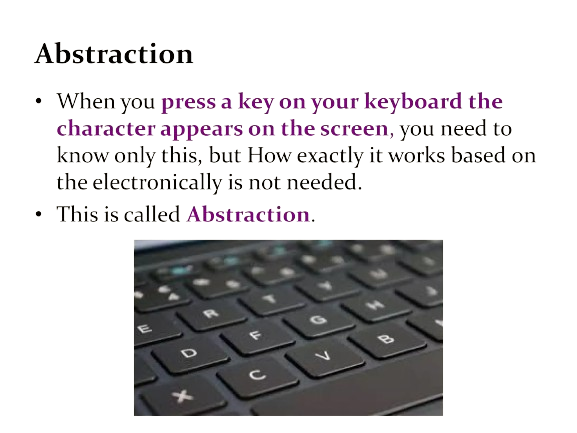 Abstraction
• When you press a key on your keyboard the
character appears on the screen, you need to
know only this, but How exactly it works based on
the electronically is not needed.
• This is called Abstraction.
E R T Y U
D F G H J
X C V B N